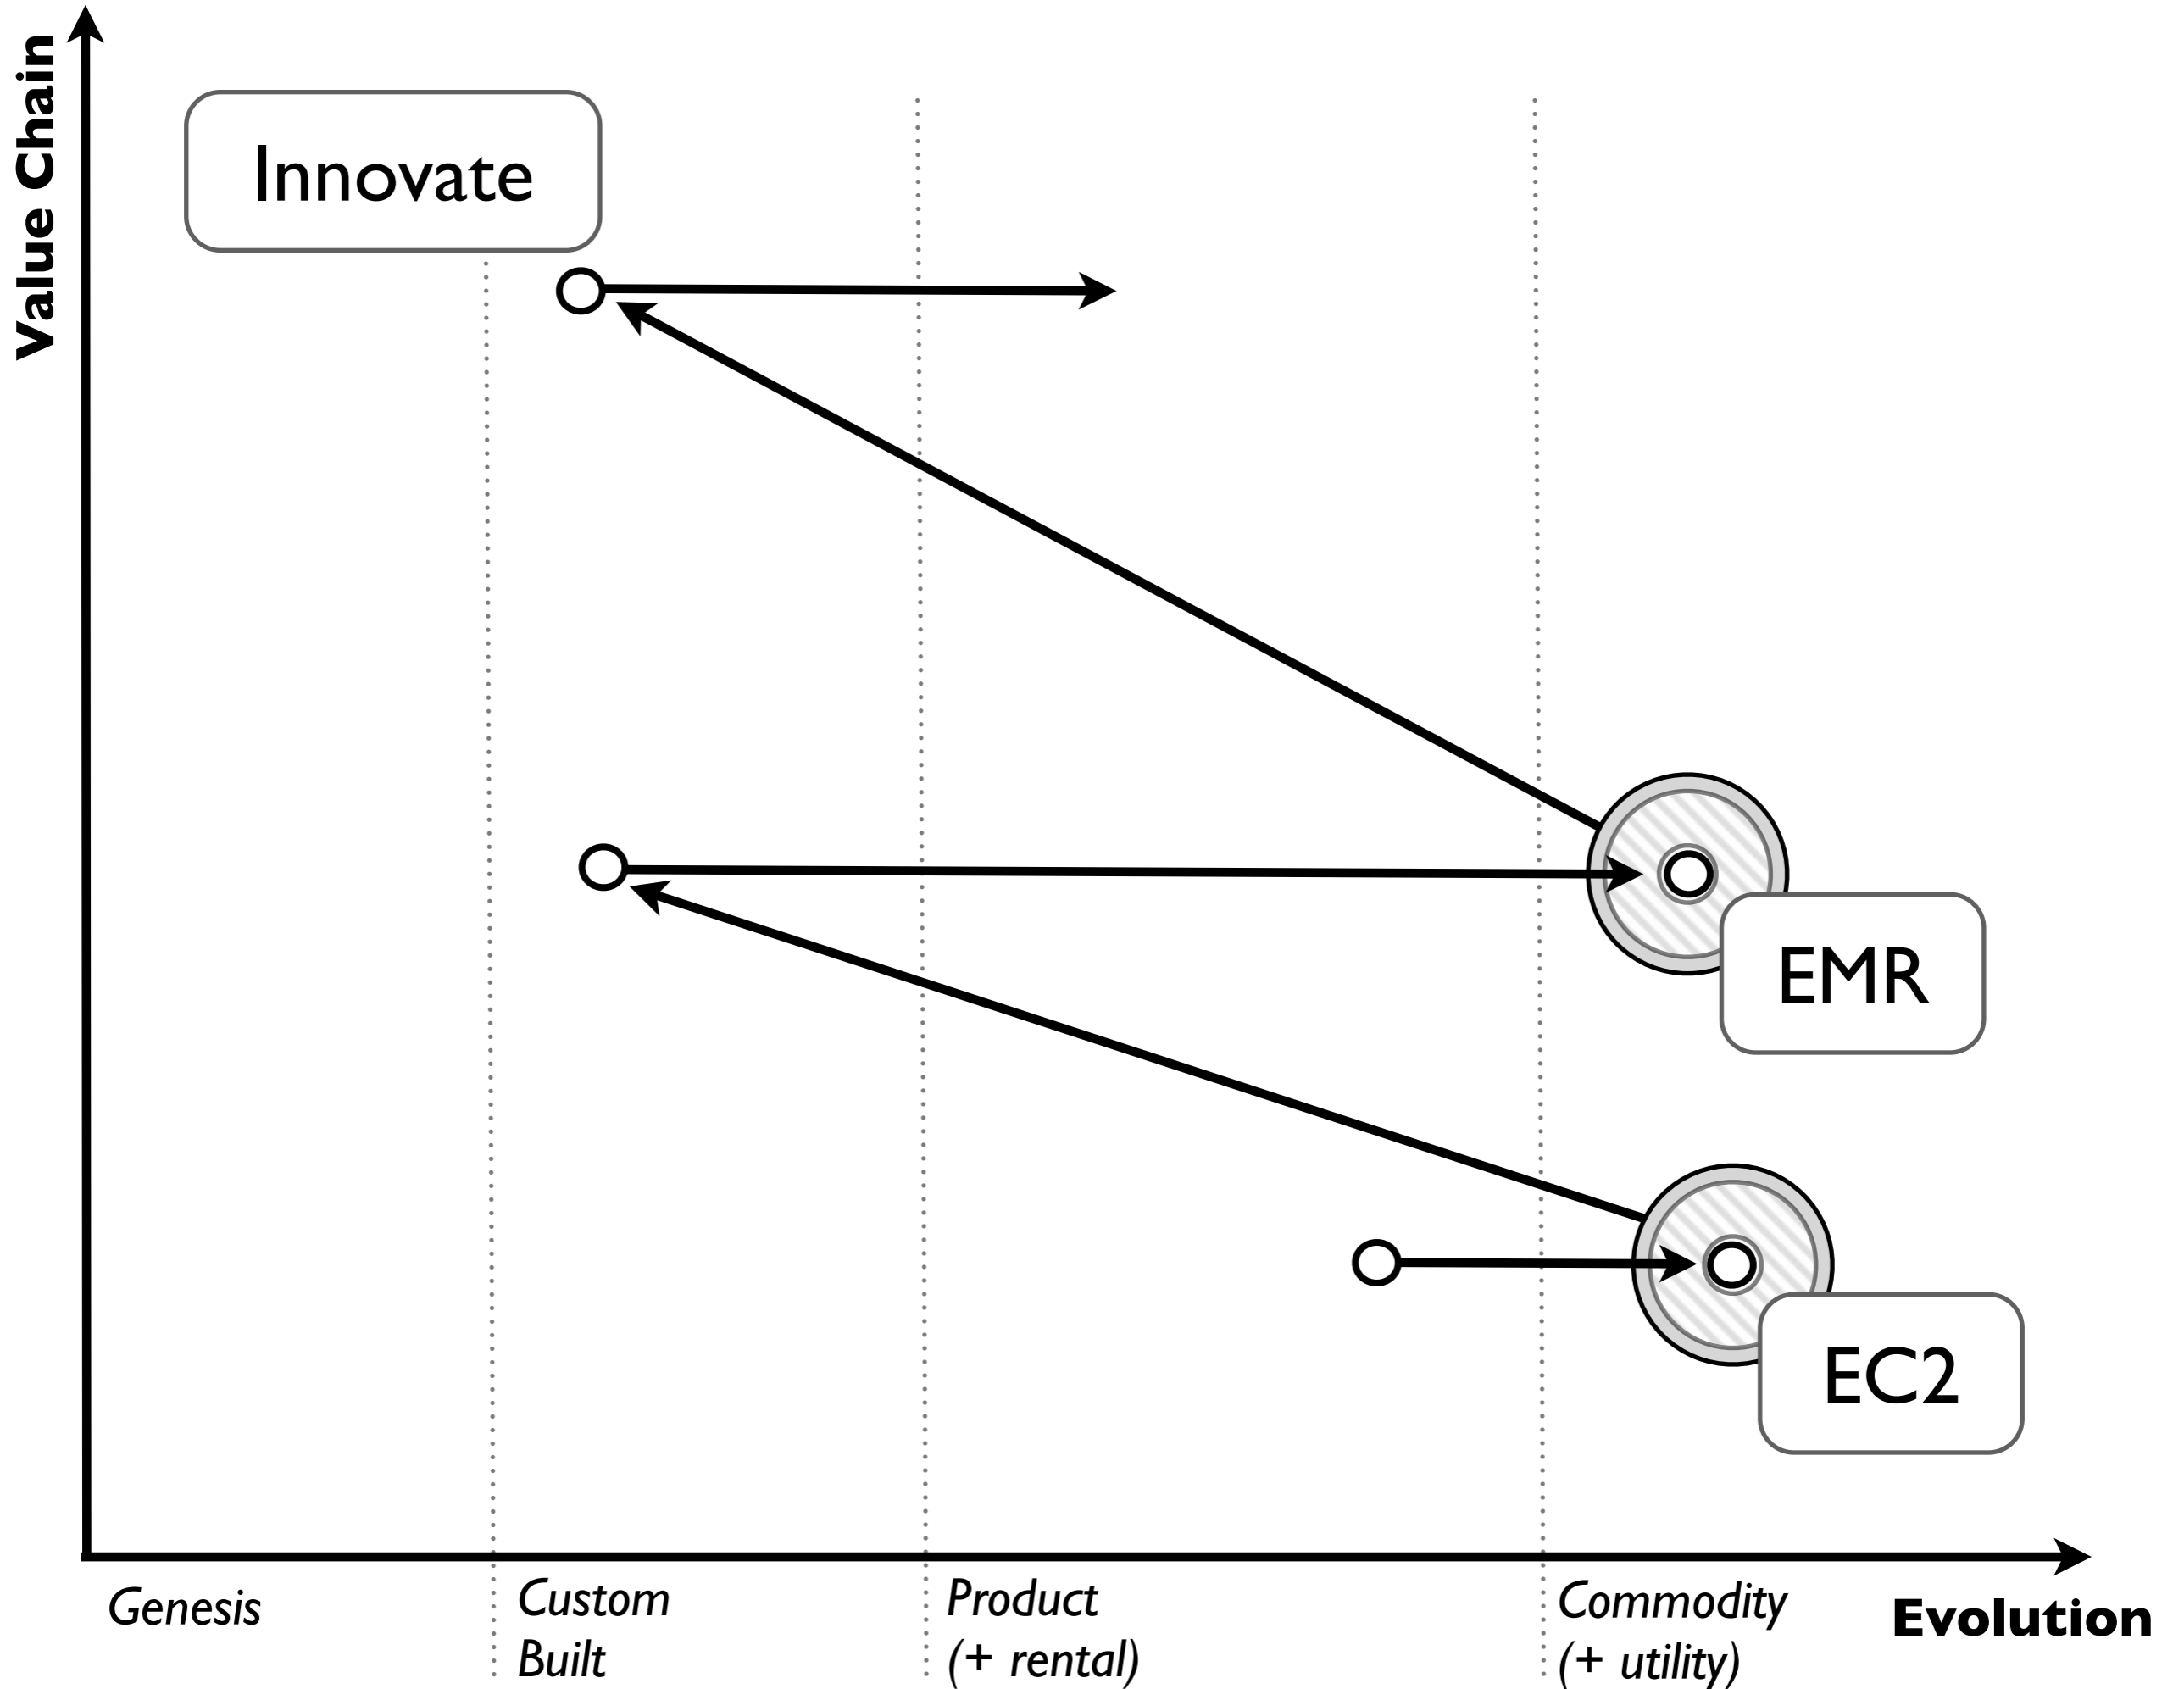 Value Chain
Innovate
EMR
EC2
Genesis
Custom
Built
Product
(+ rental)
Commodity
(+ utility)
Evolution